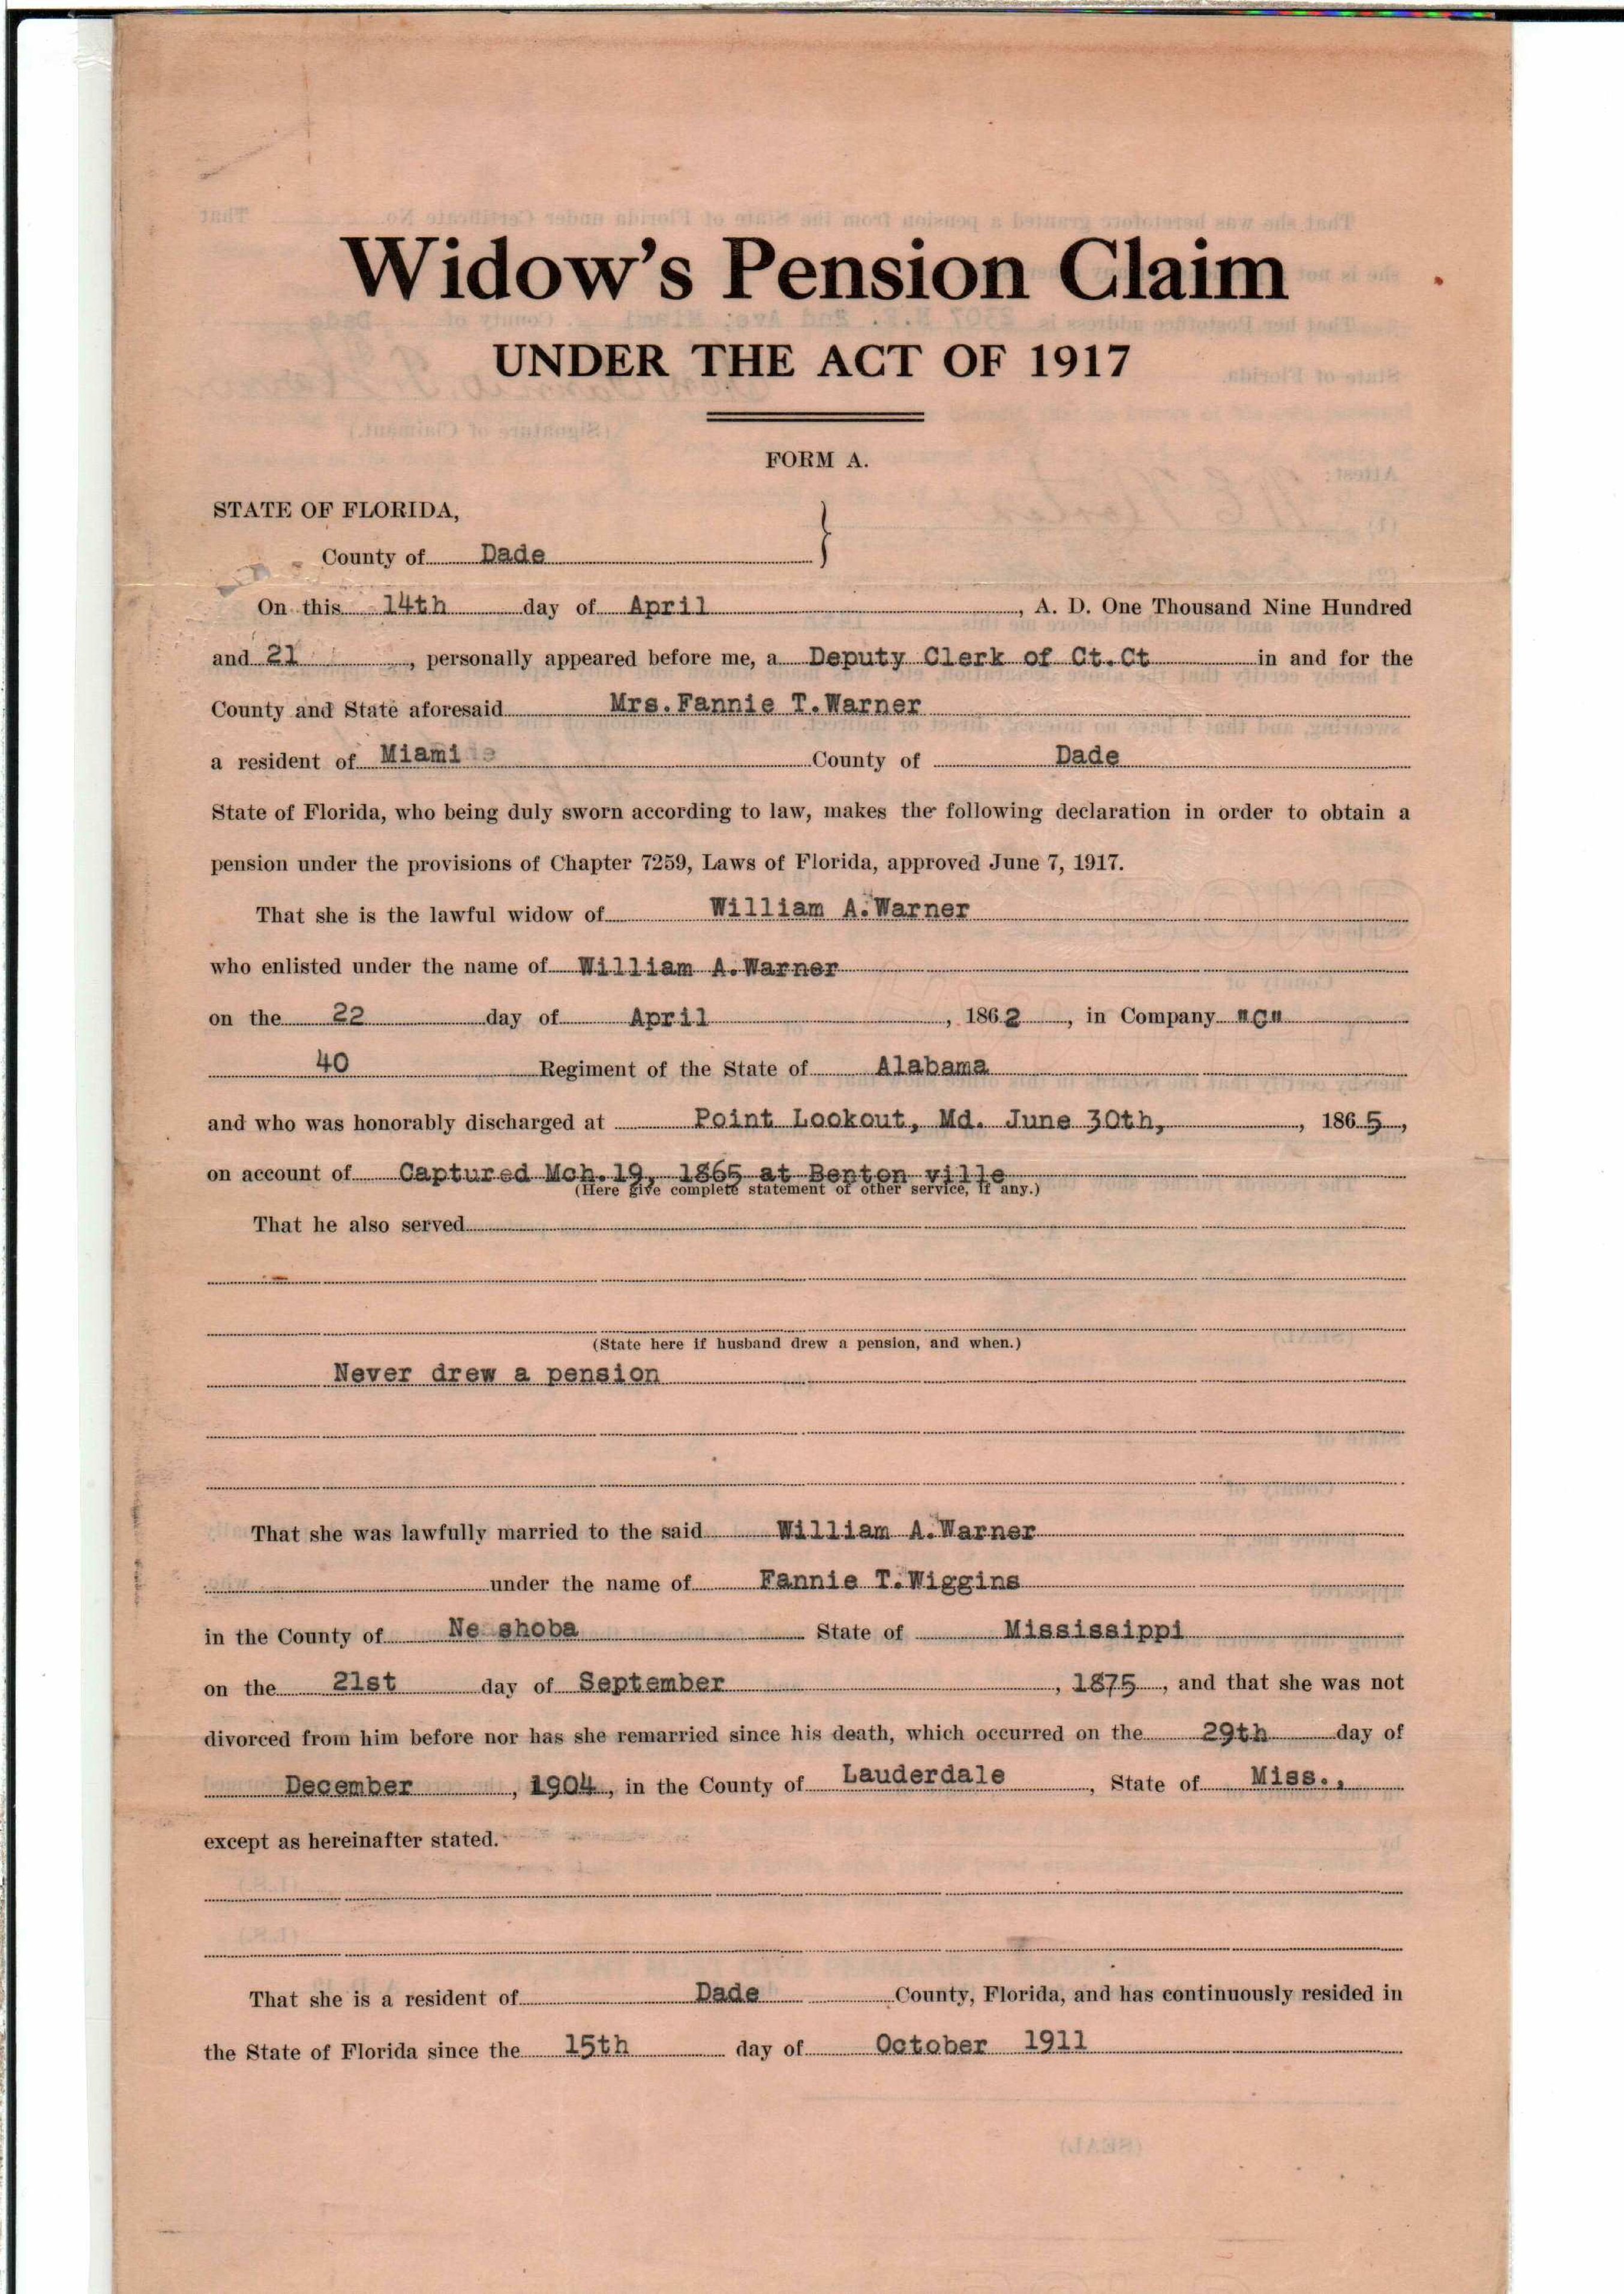 Widow's Pension Claim
UNDER THE ACT OF 1917
FORM A.
STATE OF FLORIDA,
County of Dade
On this 14th day of April, A. D. One Thousand Nine Hundred
and 21, personally appeared before me, a Deputy Clerk of Ct. Ct in and for the
County and State aforesaid Mrs. Fannie T. Warner
a resident of Miami County of Dade
State of Florida, who being duly sworn according to law, makes the following declaration in order to obtain a
pension under the provisions of Chapter 7259, Laws of Florida, approved June 7, 1917.
That she is the lawful widow of William A. Warner
who enlisted under the name of William A. Warner
on the 22 day of April, 1862, in Company "C"
40 Regiment of the State of Alabama
and who was honorably discharged at Point Lookout, Md. June 30th, , 1865,
on account of Captured Mch. 19, 1865 at Benton ville
(Here give complete statement of other service, if any.)
That he also served
(State here if husband drew a pension, and when.)
Never drew a pension
That she was lawfully married to the said William A. Warner
under the name of Fannie T. Wiggins
in the County of Ne shoba State of Mississippi
on the 21st day of September, 1875, and that she was not
divorced from him before nor has she remarried since his death, which occurred on the 29th day of
December, 1904, in the County of Lauderdale, State of Miss.,
except as hereinafter stated.
That she is a resident of Dade County, Florida, and has continuously resided in
the State of Florida since the 15th day of October 1911